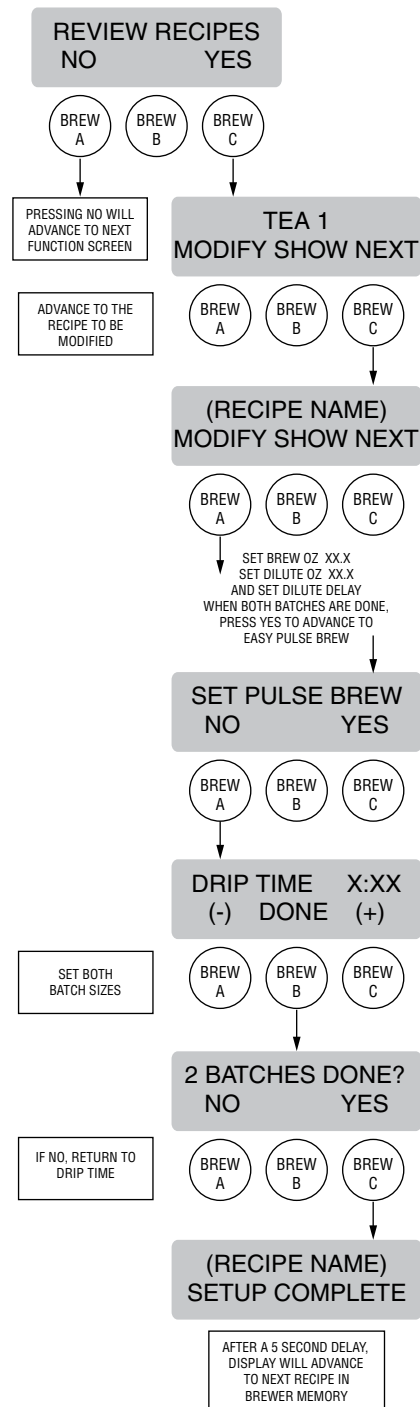 REVIEW RECIPES
NO YES
BREW
A
BREW
B
BREW
C
PRESSING NO WILL
ADVANCE TO NEXT
FUNCTION SCREEN
TEA 1
MODIFY SHOW NEXT
ADVANCE TO THE
RECIPE TO BE
MODIFIED
BREW
A
BREW
B
BREW
C
(RECIPE NAME)
MODIFY SHOW NEXT
BREW
A
BREW
B
BREW
C
SET BREW OZ XX.X
SET DILUTE OZ XX.X
AND SET DILUTE DELAY
WHEN BOTH BATCHES ARE DONE,
PRESS YES TO ADVANCE TO
EASY PULSE BREW
SET PULSE BREW
NO YES
BREW
A
BREW
B
BREW
C
DRIP TIME X:XX
(-) DONE (+)
SET BOTH
BATCH SIZES
BREW
A
BREW
B
BREW
C
2 BATCHES DONE?
NO YES
IF NO, RETURN TO
DRIP TIME
BREW
A
BREW
B
BREW
C
(RECIPE NAME)
SETUP COMPLETE
AFTER A 5 SECOND DELAY,
DISPLAY WILL ADVANCE
TO NEXT RECIPE IN
BREWER MEMORY